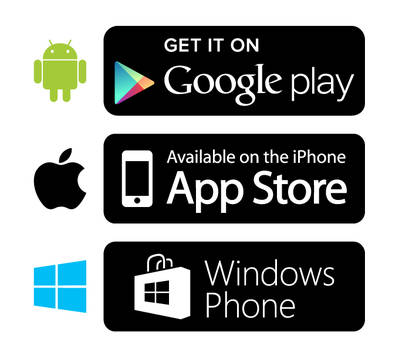 GET IT ON
Google play
Available on the iPhone
App Store
Windows
Phone